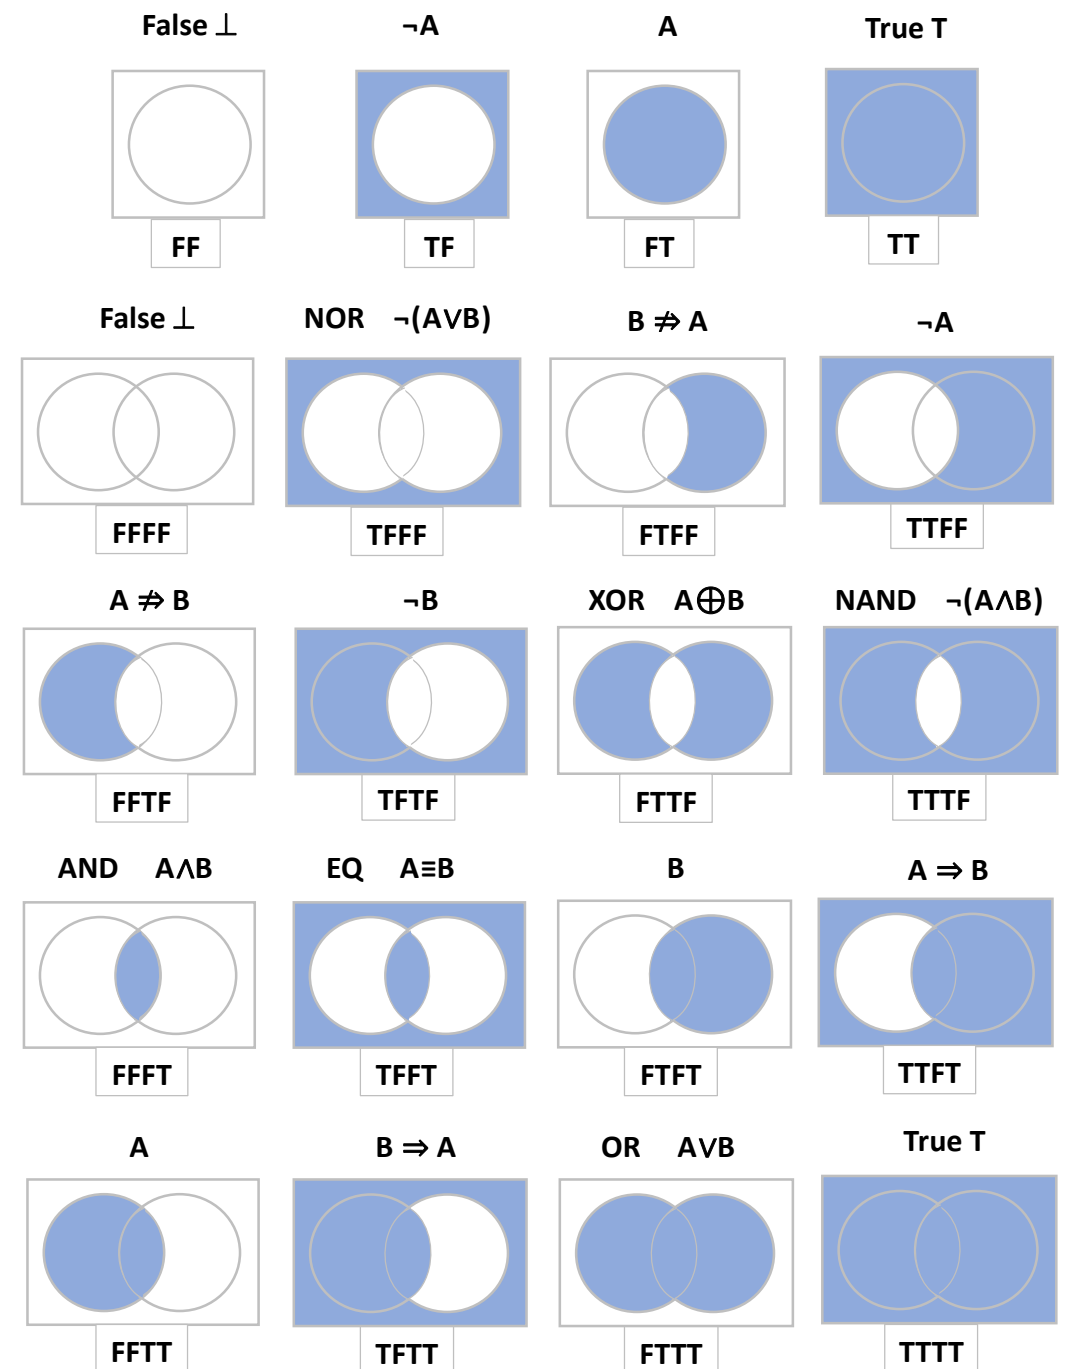 False ⊥ ¬A A True T
FF TF FT TT
False ⊥ NOR ¬(A∨B) B ⇏ A ¬A
FFFF TFFF FTFF TTFF
A ⇏ B ¬B XOR A⨁B NAND ¬(A∧B)
FFTF TFTF FTTF TTTF
AND A∧B EQ A≡B B A ⇒ B
FFFT TFFT FTFT TTFT
A B ⇒ A OR A∨B True T
FFTT TFTT FTTT TTTT